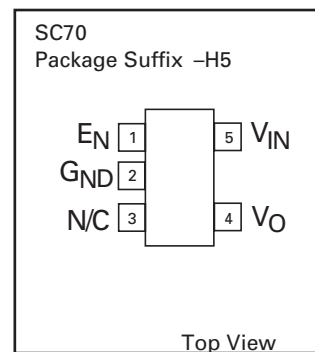 SC70
Package Suffix –H5
EN 1 5 VIN
GND 2
N/C 3 4 VO
Top View